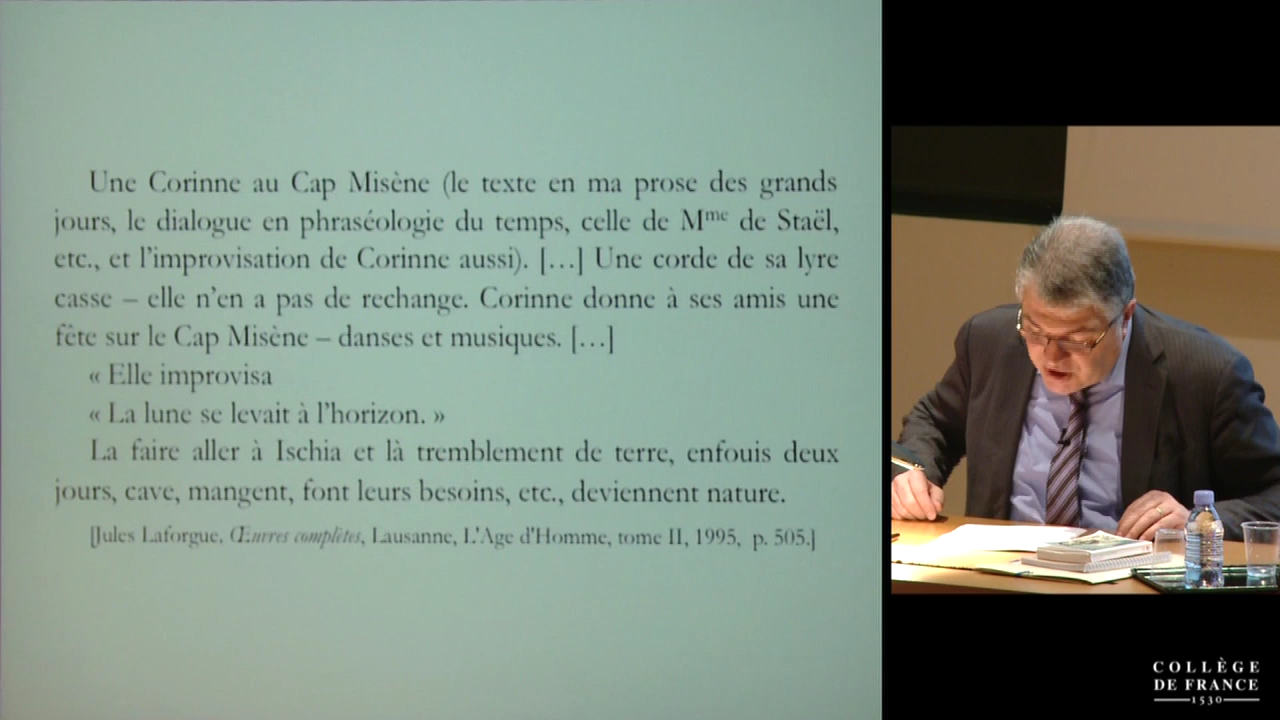 Une Corinne au Cap Misène (le texte en ma prose des grands
jours, le dialogue en phraséologie du temps, celle de Mᵐᵉ de Staël,
etc., et l'improvisation de Corinne aussi). […] Une corde de sa lyre
casse – elle n'en a pas de rechange. Corinne donne à ses amis une
fête sur le Cap Misène – danses et musiques. […]
« Elle improvisa
« La lune se levait à l'horizon. »
La faire aller à Ischia et là tremblement de terre, enfouis deux
jours, cave, mangent, font leurs besoins, etc., deviennent nature.
[Jules Laforgue, Œuvres complètes, Lausanne, L'Age d'Homme, tome II, 1995, p. 505.]
COLLÈGE
DE FRANCE
1530